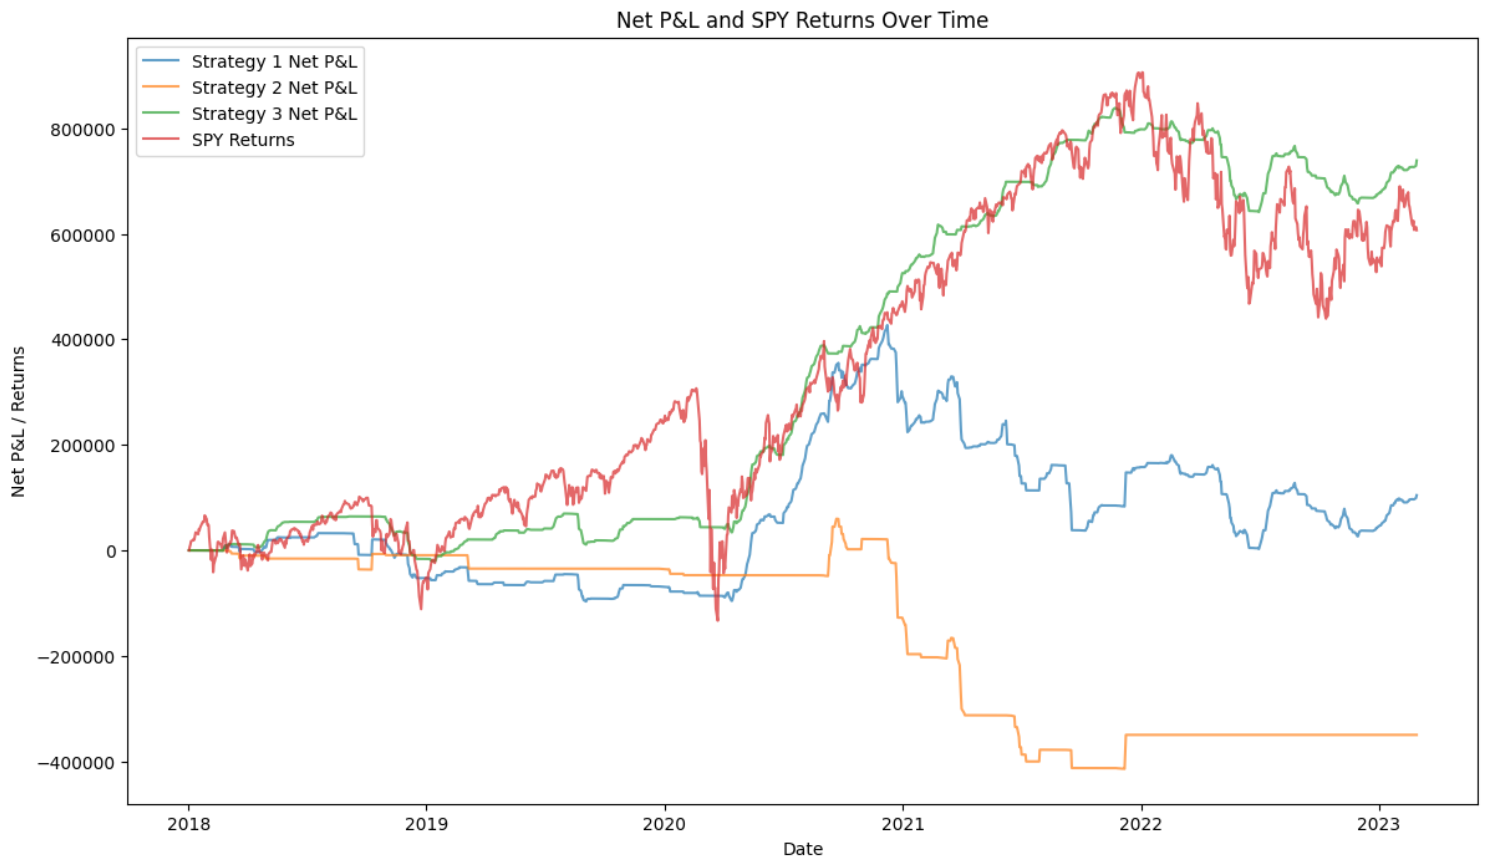 Net P&L and SPY Returns Over Time
Strategy 1 Net P&L
Strategy 2 Net P&L
Strategy 3 Net P&L
SPY Returns
Net P&L / Returns
800000
600000
400000
200000
0
−200000
−400000
2018
2019
2020
2021
2022
2023
Date